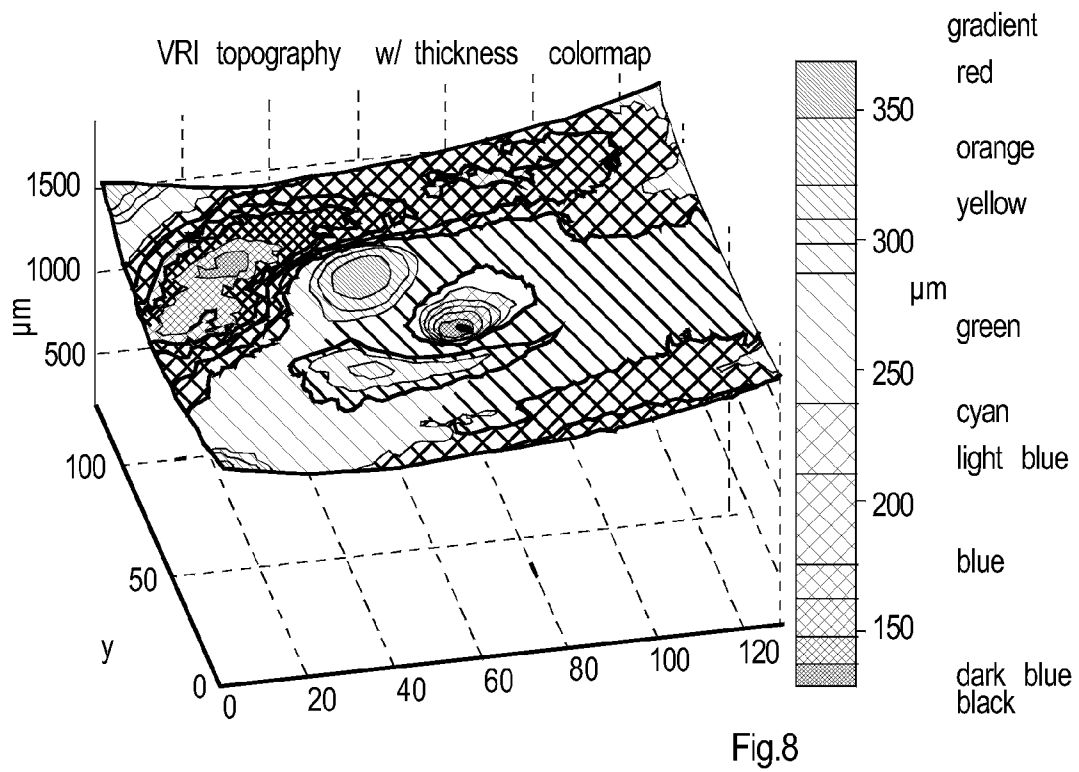 VRI topography w/ thickness colormap
gradient
red
orange
yellow
green
cyan
light blue
blue
dark blue
black
350
300
μm
250
200
150
1500
1000
500
μm
100
50
0
y
0
20
40
60
80
100
120
Fig.8